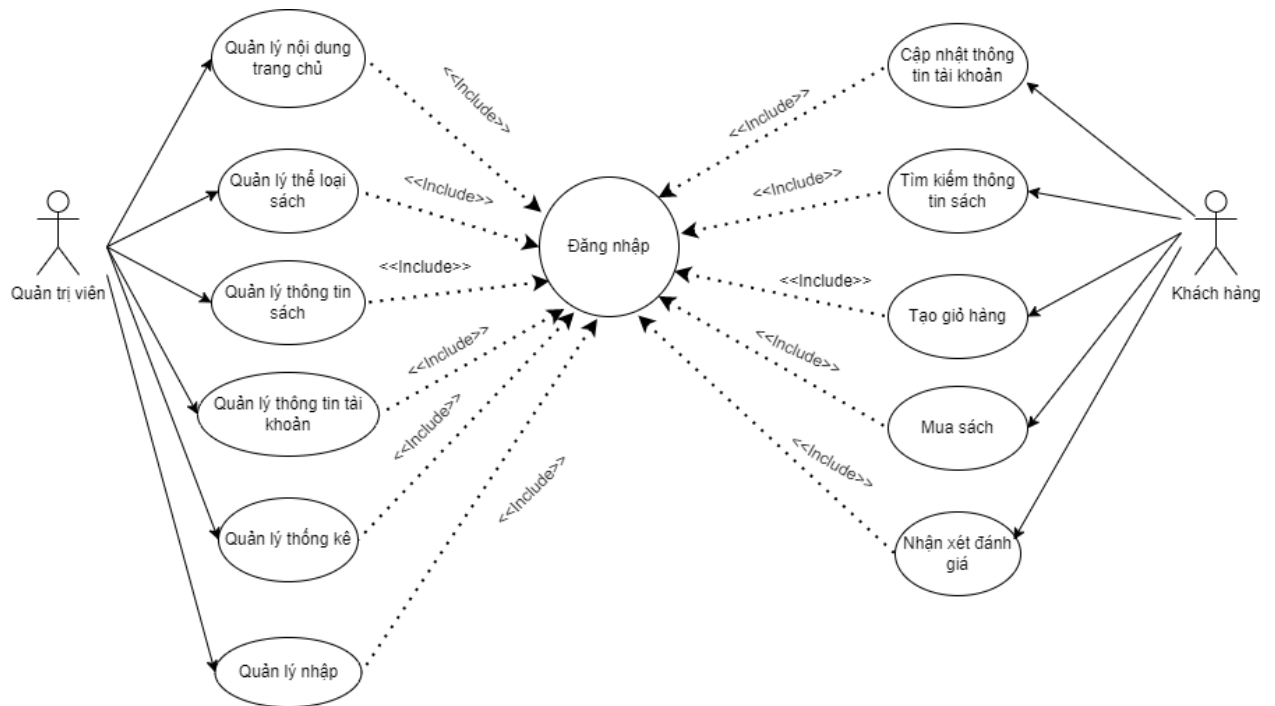 Quản lý nội dung
trang chủ
<<Include>>
Quản lý thể loại
sách
<<Include>>
Quản trị viên
Quản lý thông tin
sách
<<Include>>
Quản lý thông tin tài
khoản
<<Include>>
Quản lý thống kê
<<Include>>
Quản lý nhập
<<Include>>
Đăng nhập
Cập nhật thông
tin tài khoản
<<Include>>
Tìm kiếm thông
tin sách
<<Include>>
Khách hàng
Tạo giỏ hàng
<<Include>>
Mua sách
<<Include>>
Nhận xét đánh
giá
<<Include>>